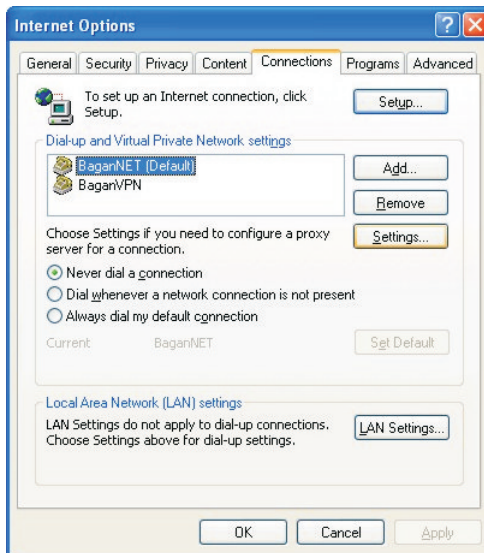 Internet Options
General Security Privacy Content Connections Programs Advanced
To set up an Internet connection, click
Setup.
Setup...
Dial-up and Virtual Private Network settings
BaganNET (Default)
BaganVPN
Add...
Remove
Choose Settings if you need to configure a proxy
server for a connection.
Settings...
Never dial a connection
Dial whenever a network connection is not present
Always dial my default connection
Current BaganNET
Set Default
Local Area Network (LAN) settings
LAN Settings do not apply to dial-up connections.
Choose Settings above for dial-up settings.
LAN Settings...
OK Cancel Apply